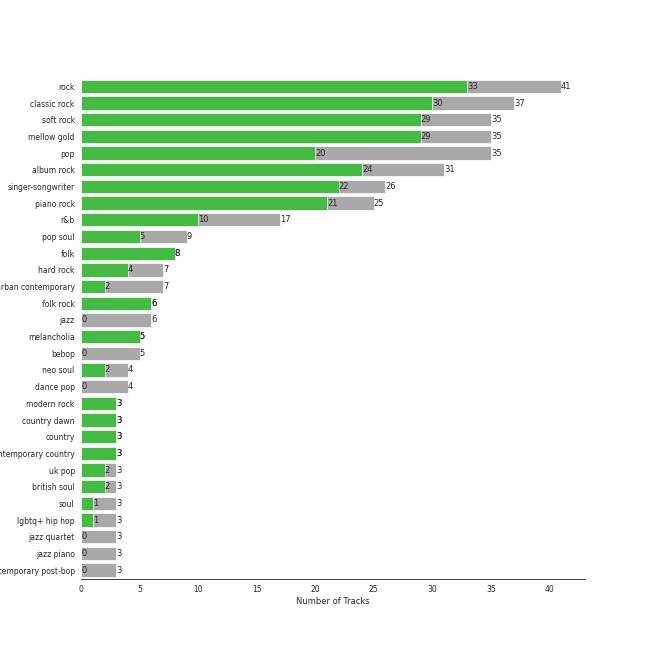 rock 33 41
classic rock 30 37
soft rock 29 35
mellow gold 29 35
pop 20 35
album rock 24 31
singer-songwriter 22 26
piano rock 21 25
r&b 10 17
pop soul 5 9
folk 8
hard rock 4 7
rban contemporary 2 7
folk rock 6
jazz 0 6
melancholia 5
bebop 0 5
neo soul 2 4
dance pop 0 4
modern rock 3
country dawn 3
country 3
ntemporary country 3
uk pop 2 3
british soul 2 3
soul 1 3
lgbtq+ hip hop 1 3
jazz quartet 0 3
jazz piano 0 3
temporary post-bop 0 3
0 5 10 15 20 25 30 35 40
Number of Tracks